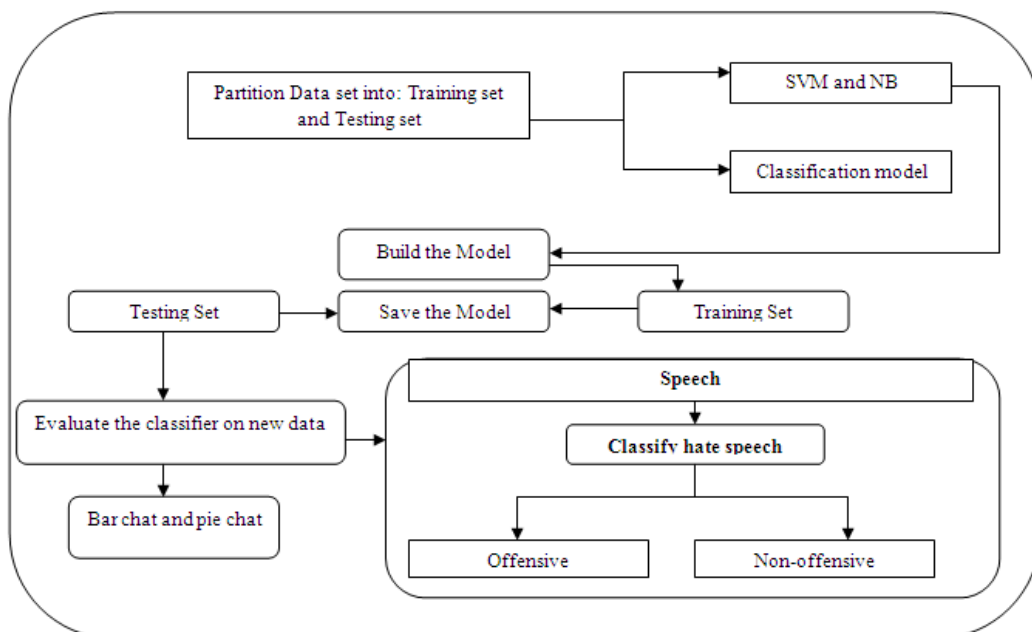 Partition Data set into: Training set
and Testing set
SVM and NB
Classification model
Build the Model
Testing Set
Save the Model
Training Set
Speech
Evaluate the classifier on new data
Classify hate speech
Bar chat and pie chat
Offensive
Non-offensive